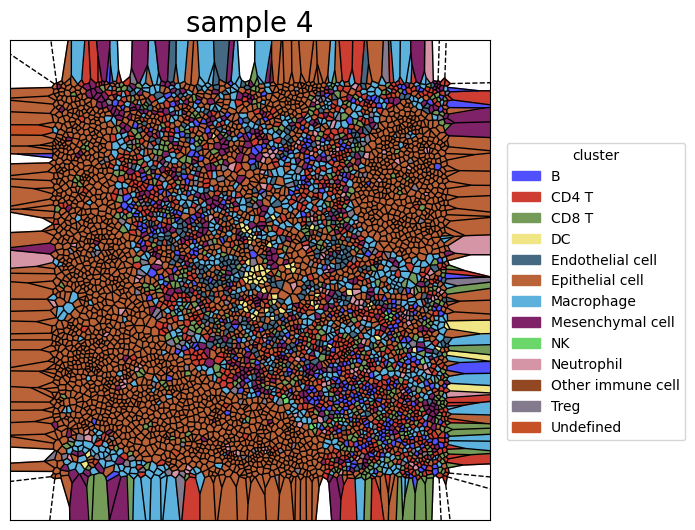 sample 4
cluster
B
CD4 T
CD8 T
DC
Endothelial cell
Epithelial cell
Macrophage
Mesenchymal cell
NK
Neutrophil
Other immune cell
Treg
Undefined